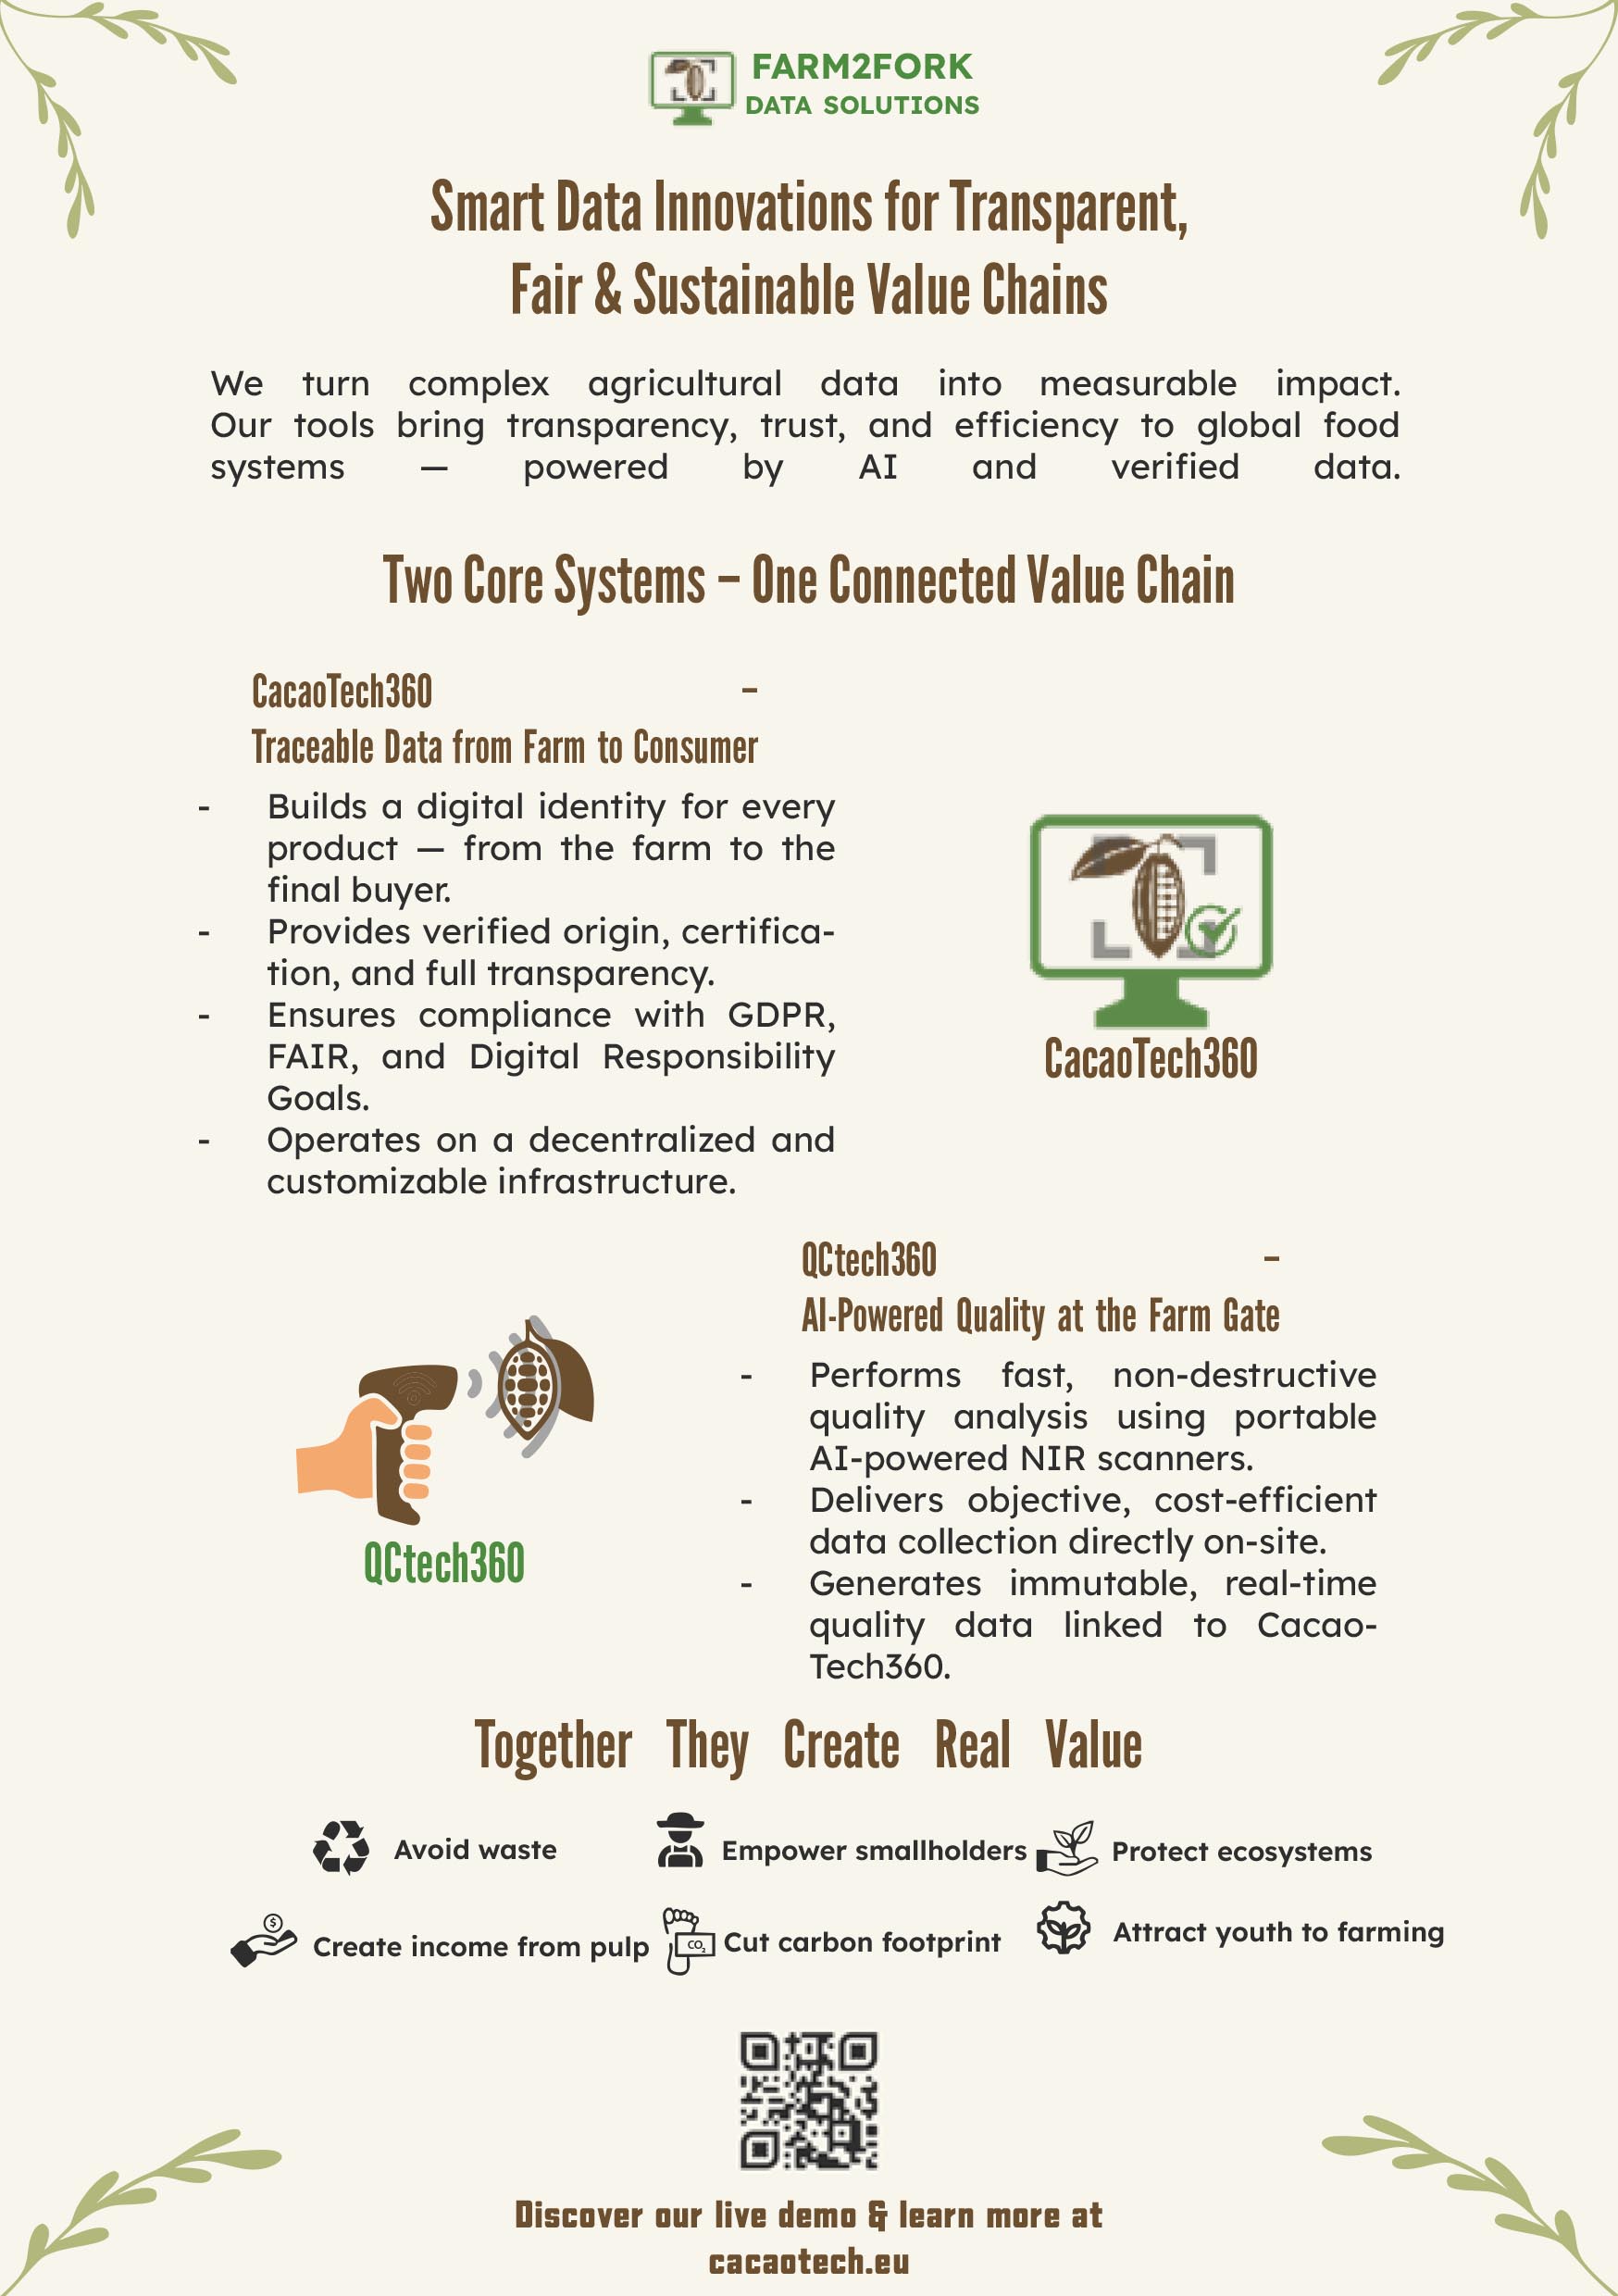 FARM2FORK
DATA SOLUTIONS
Smart Data Innovations for Transparent,
Fair & Sustainable Value Chains
We turn complex agricultural data into measurable impact.
Our tools bring transparency, trust, and efficiency to global food
systems — powered by AI and verified data.
Two Core Systems – One Connected Value Chain
CacaoTech360 –
Traceable Data from Farm to Consumer
- Builds a digital identity for every
product — from the farm to the
final buyer.
- Provides verified origin, certifica-
tion, and full transparency.
- Ensures compliance with GDPR,
FAIR, and Digital Responsibility
Goals.
- Operates on a decentralized and
customizable infrastructure.
CacaoTech360
QCtech360 –
AI-Powered Quality at the Farm Gate
- Performs fast, non-destructive
quality analysis using portable
AI-powered NIR scanners.
- Delivers objective, cost-efficient
data collection directly on-site.
- Generates immutable, real-time
quality data linked to Cacao-
Tech360.
QCtech360
Together They Create Real Value
Avoid waste
Empower smallholders
Protect ecosystems
$
Create income from pulp
CO₂
Cut carbon footprint
Attract youth to farming
Discover our live demo & learn more at
cacaotech.eu